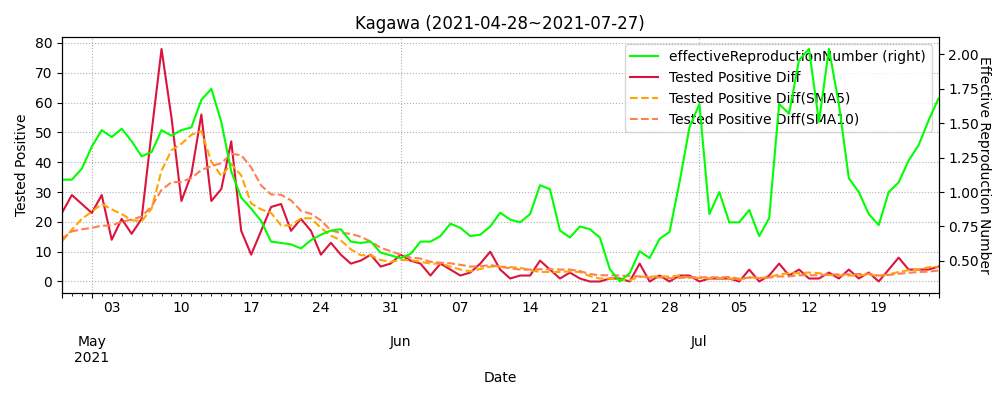 Kagawa (2021-04-28~2021-07-27)
effectiveReproductionNumber (right)
Tested Positive Diff
Tested Positive Diff(SMA5)
Tested Positive Diff(SMA10)
Tested Positive
80
70
60
50
40
30
20
10
0
2.00
1.75
1.50
1.25
1.00
0.75
0.50
Effective Reproduction Number
03 10 17 24 31 07 14 21 28 05 12 19
May Jun Jul
2021
Date